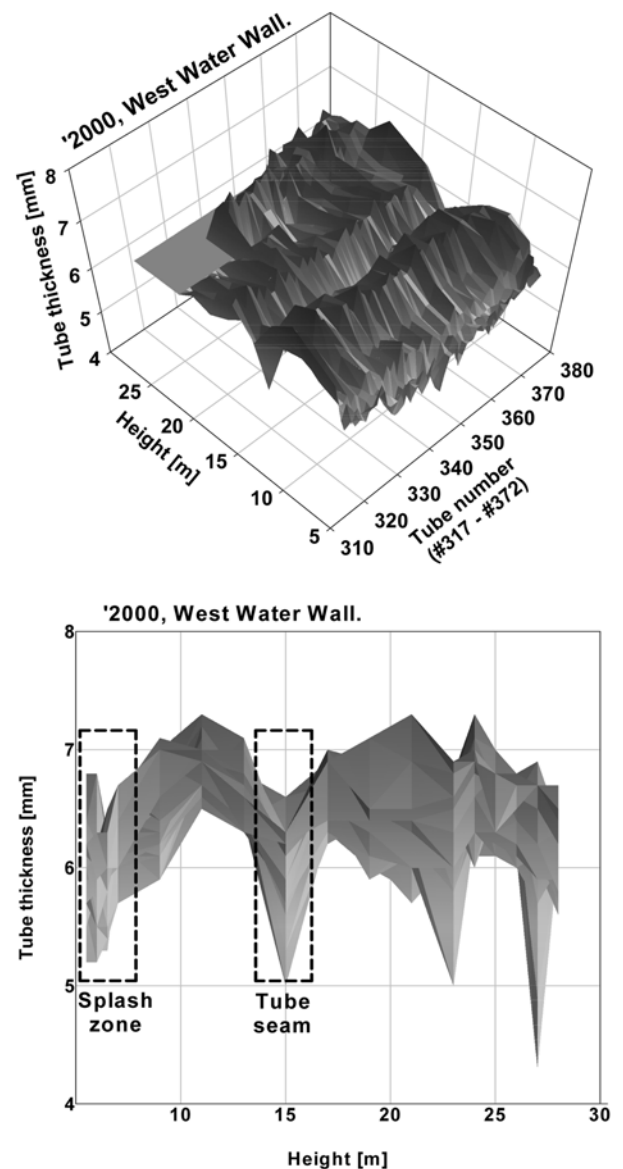 '2000, West Water Wall.
8
7
6
5
4
Tube thickness [mm]
25
20
15
10
5
Height [m]
310
320
330
340
350
360
370
380
Tube number
(#317 - #372)
'2000, West Water Wall.
8
7
6
5
4
Tube thickness [mm]
Splash
zone
Tube
seam
10
15
20
25
30
5
Height [m]